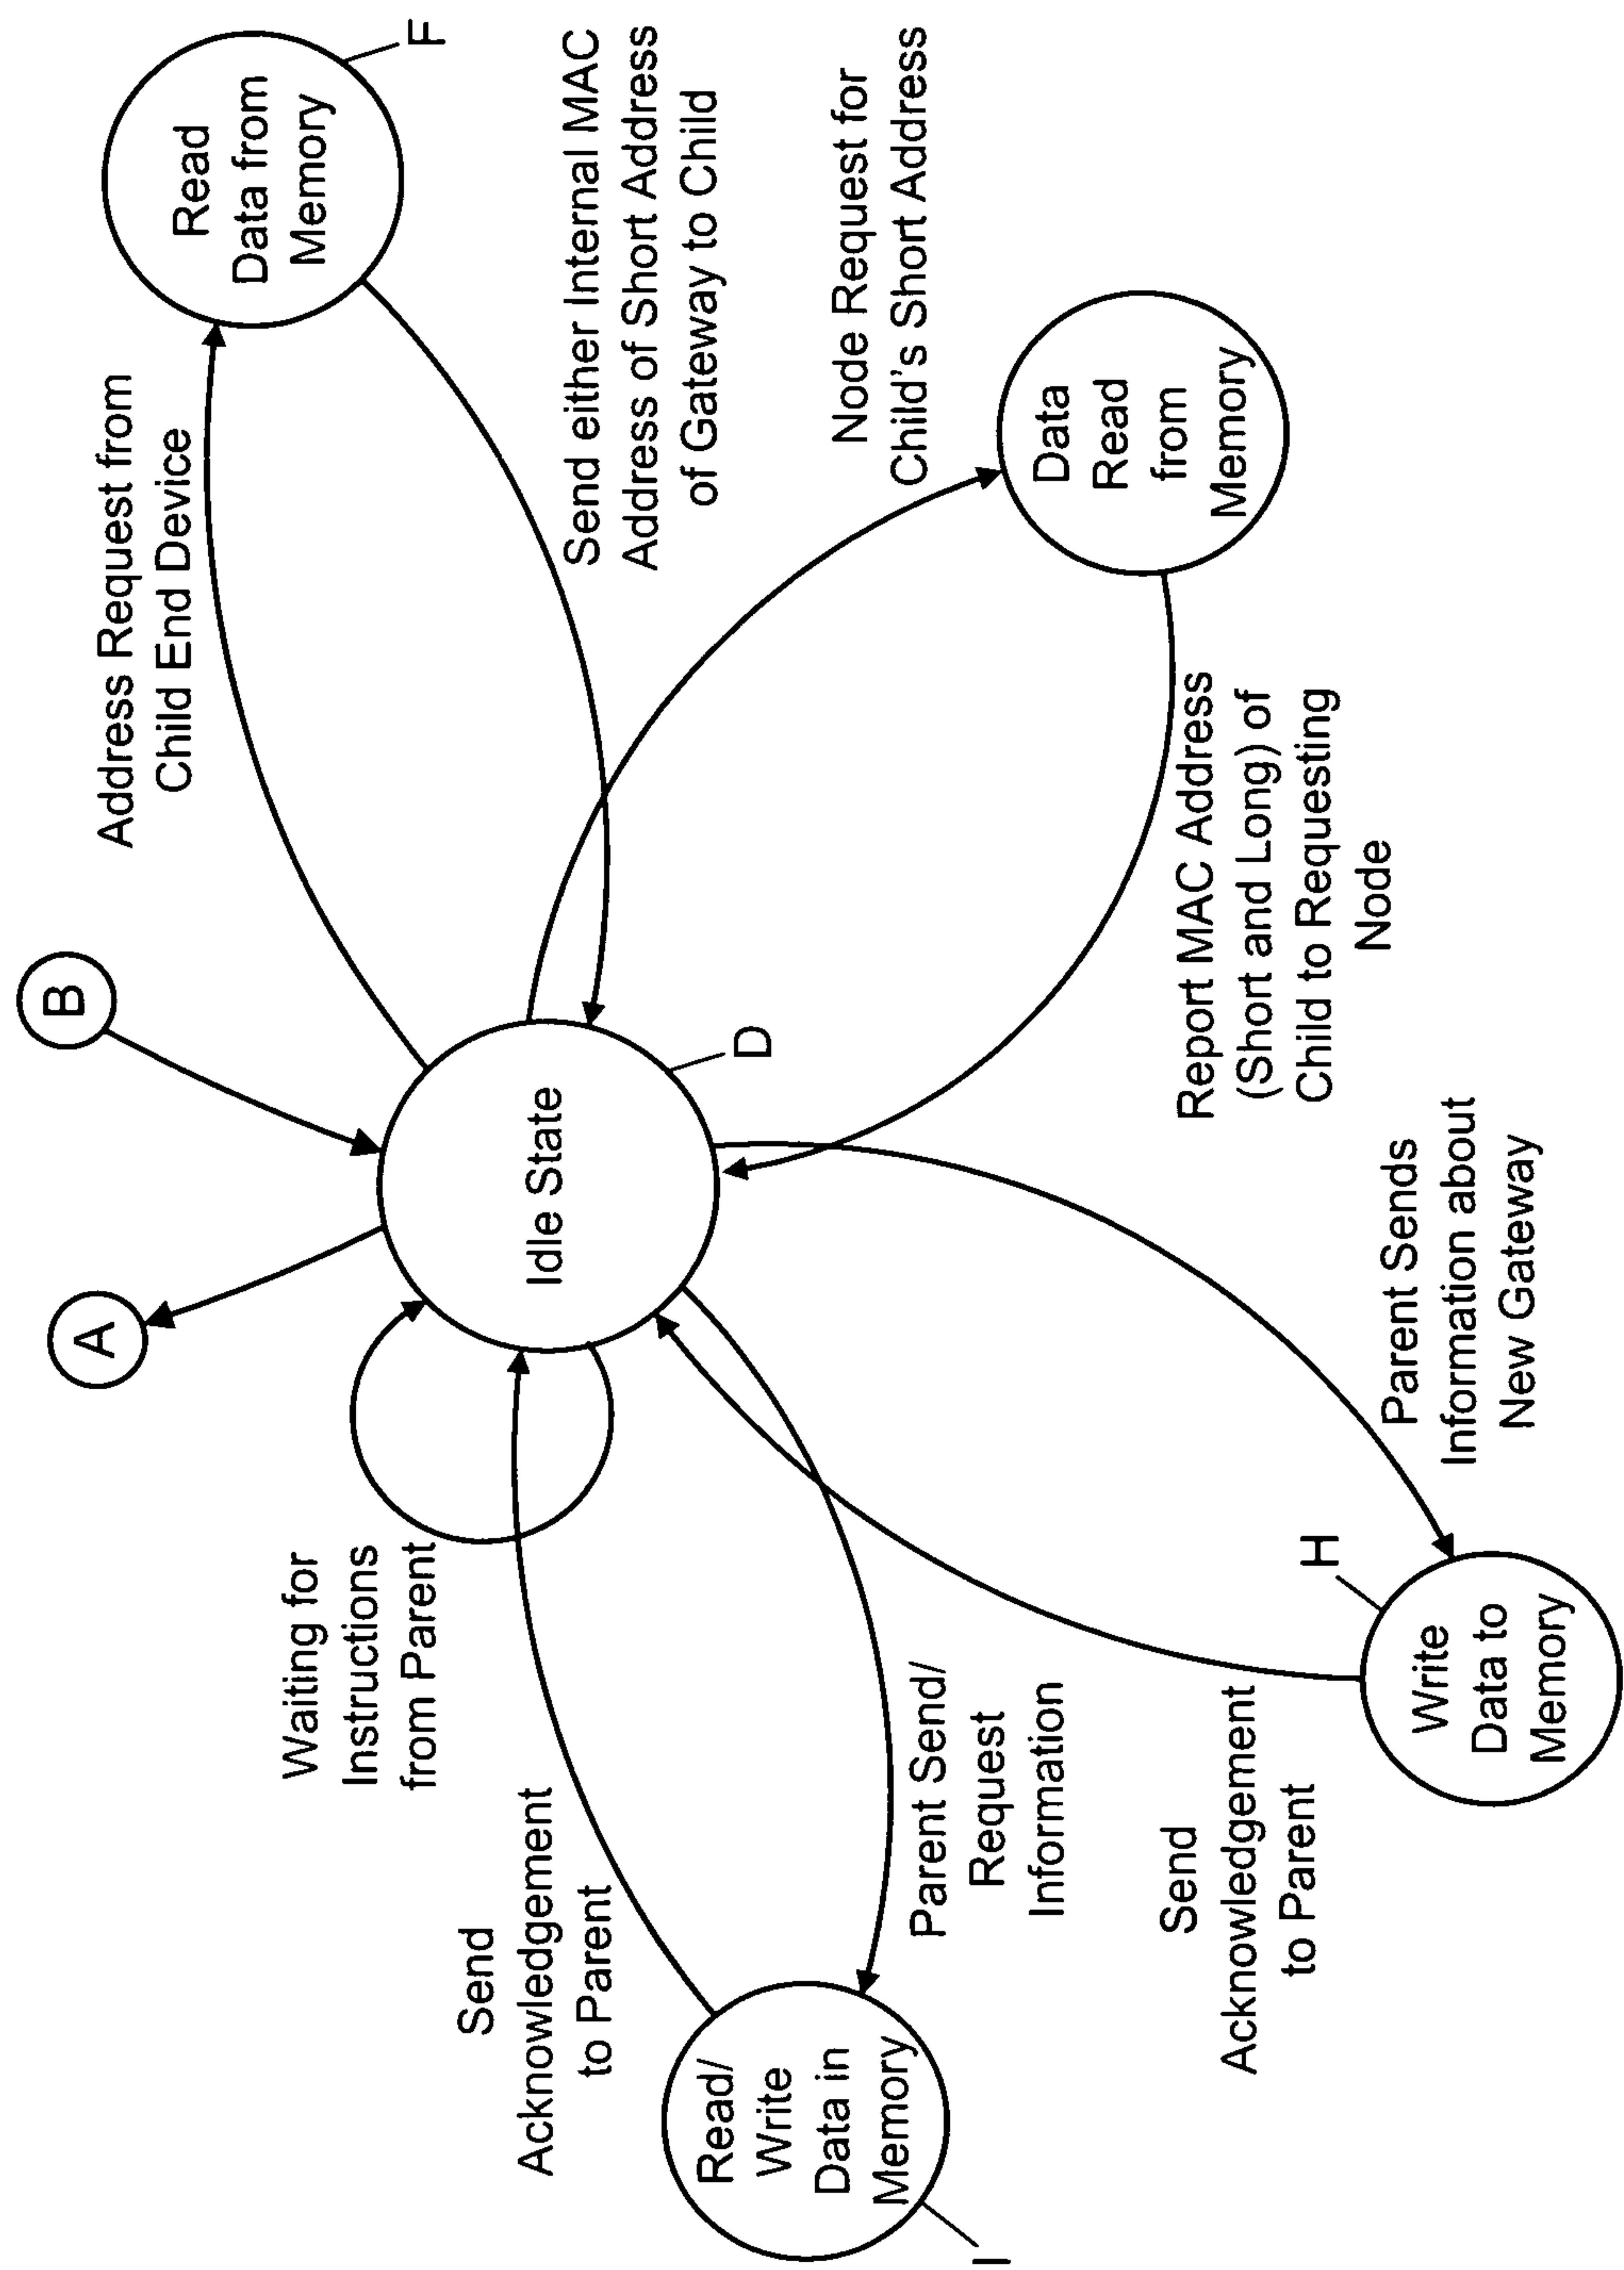 A
B
Waiting for
Instructions
from Parent
Address Request from
Child End Device
Read
Data from
Memory
F
Idle State
D
Send
Acknowledgement
to Parent
Send either Internal MAC
Address of Short Address
of Gateway to Child
Read/
Write
Data in
Memory
I
Parent Send/
Request
Information
Node Request for
Child's Short Address
Data
Read
from
Memory
Report MAC Address
(Short and Long) of
Child to Requesting
Node
Send
Acknowledgement
to Parent
H
Write
Data to
Memory
Parent Sends
Information about
New Gateway